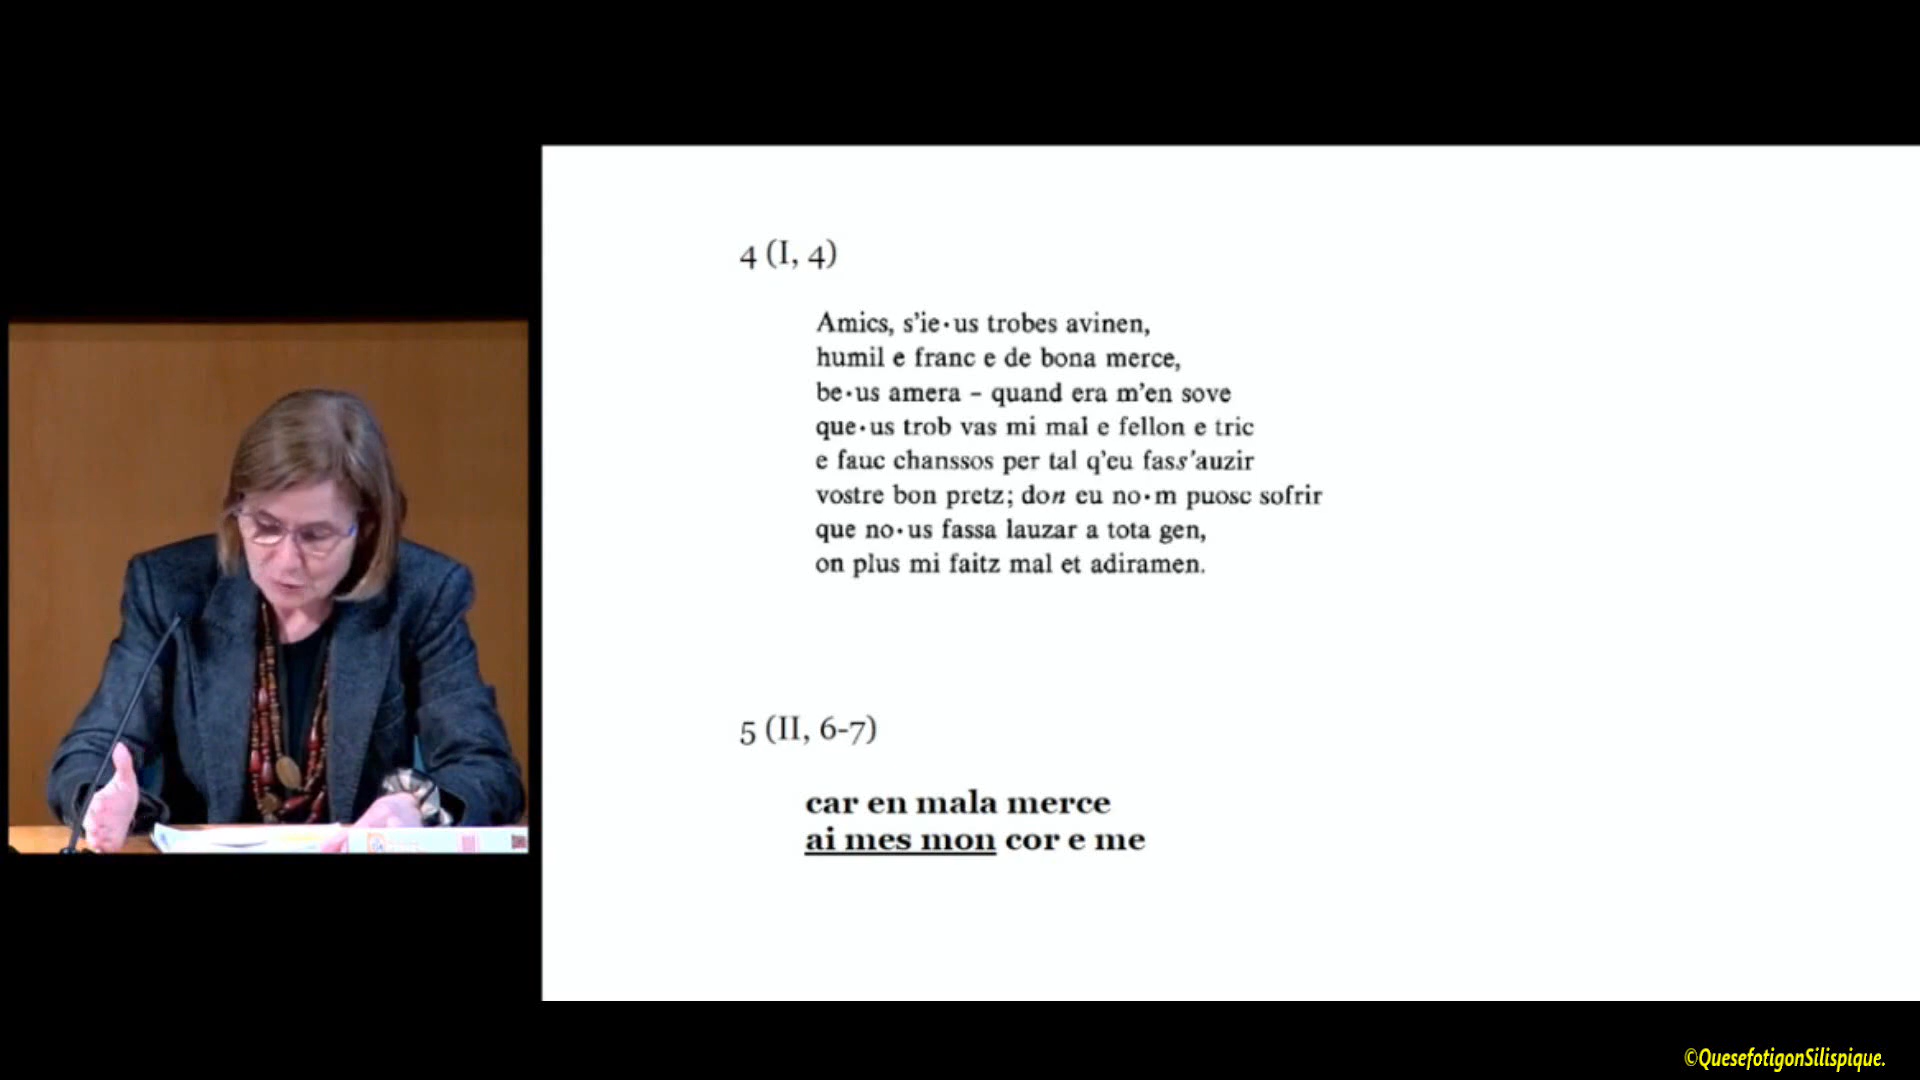 4 (I, 4)
Amics, s'ie·us trobes avinen,
humil e franc e de bona merce,
be·us amera – quand era m'en sove
que·us trob vas mi mal e fellon e tric
e fauc chanssos per tal q'eu fass'auzir
vostre bon pretz; don eu no·m puosc sofrir
que no·us fassa lauzar a tota gen,
on plus mi faitz mal et adiramen.
5 (II, 6-7)
car en mala merce
ai mes mon cor e me
©QuesefotigonSilispique.